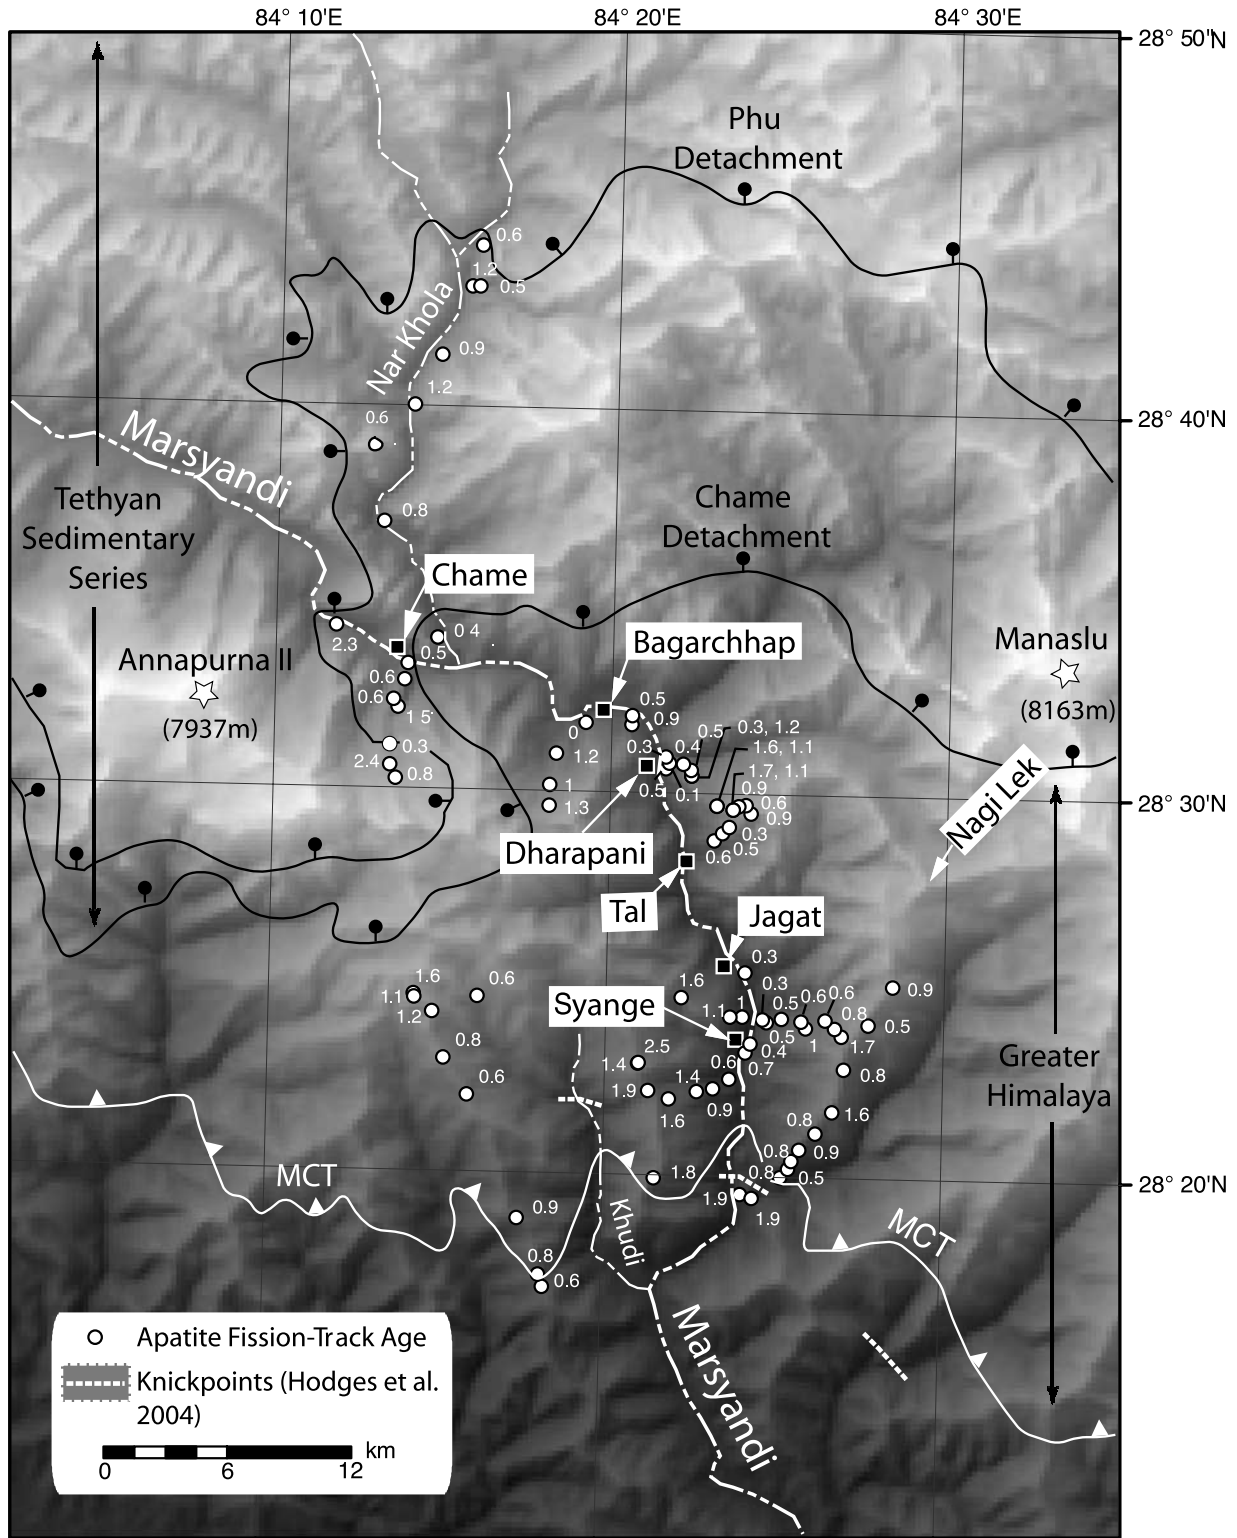 84° 10'E
84° 20'E
84° 30'E
28° 50'N
Phu
Detachment
0.6
1.2
0.5
Nar Khola
0.9
1.2
0.6
28° 40'N
Marsyandi
Tethyan
Sedimentary
Series
0.8
Chame
Detachment
Chame
0 4
2.3
0.5
Bagarchhap
Manaslu
(8163m)
Annapurna II
(7937m)
0.6
0.6
1 5
0.3
2.4
0.8
0.5
0.9
0
1.2
1
1.3
0.3
0.4
0.5
0.3, 1.2
1.6, 1.1
1.7, 1.1
0.5
0.1
0.9
0.6
0.9
0.3
0.5
0.6
28° 30'N
Nagi Lek
Dharapani
Tal
Jagat
0.3
1.6
1.1
1.2
0.6
0.8
0.6
Syange
1.6
0.3
1.1
1
0.5
0.6
0.6
0.9
0.5
0.8
0.5
1
1.7
0.4
0.7
2.5
1.4
0.6
1.9
1.4
1.6
0.9
0.8
1.6
0.8
0.8
0.9
0.5
0.8
Greater
Himalaya
MCT
1.8
1.9
1.9
28° 20'N
0.9
0.8
0.6
Khudi
MCT
Marsyandi
Apatite Fission-Track Age
Knickpoints (Hodges et al.
2004)
km
0
6
12